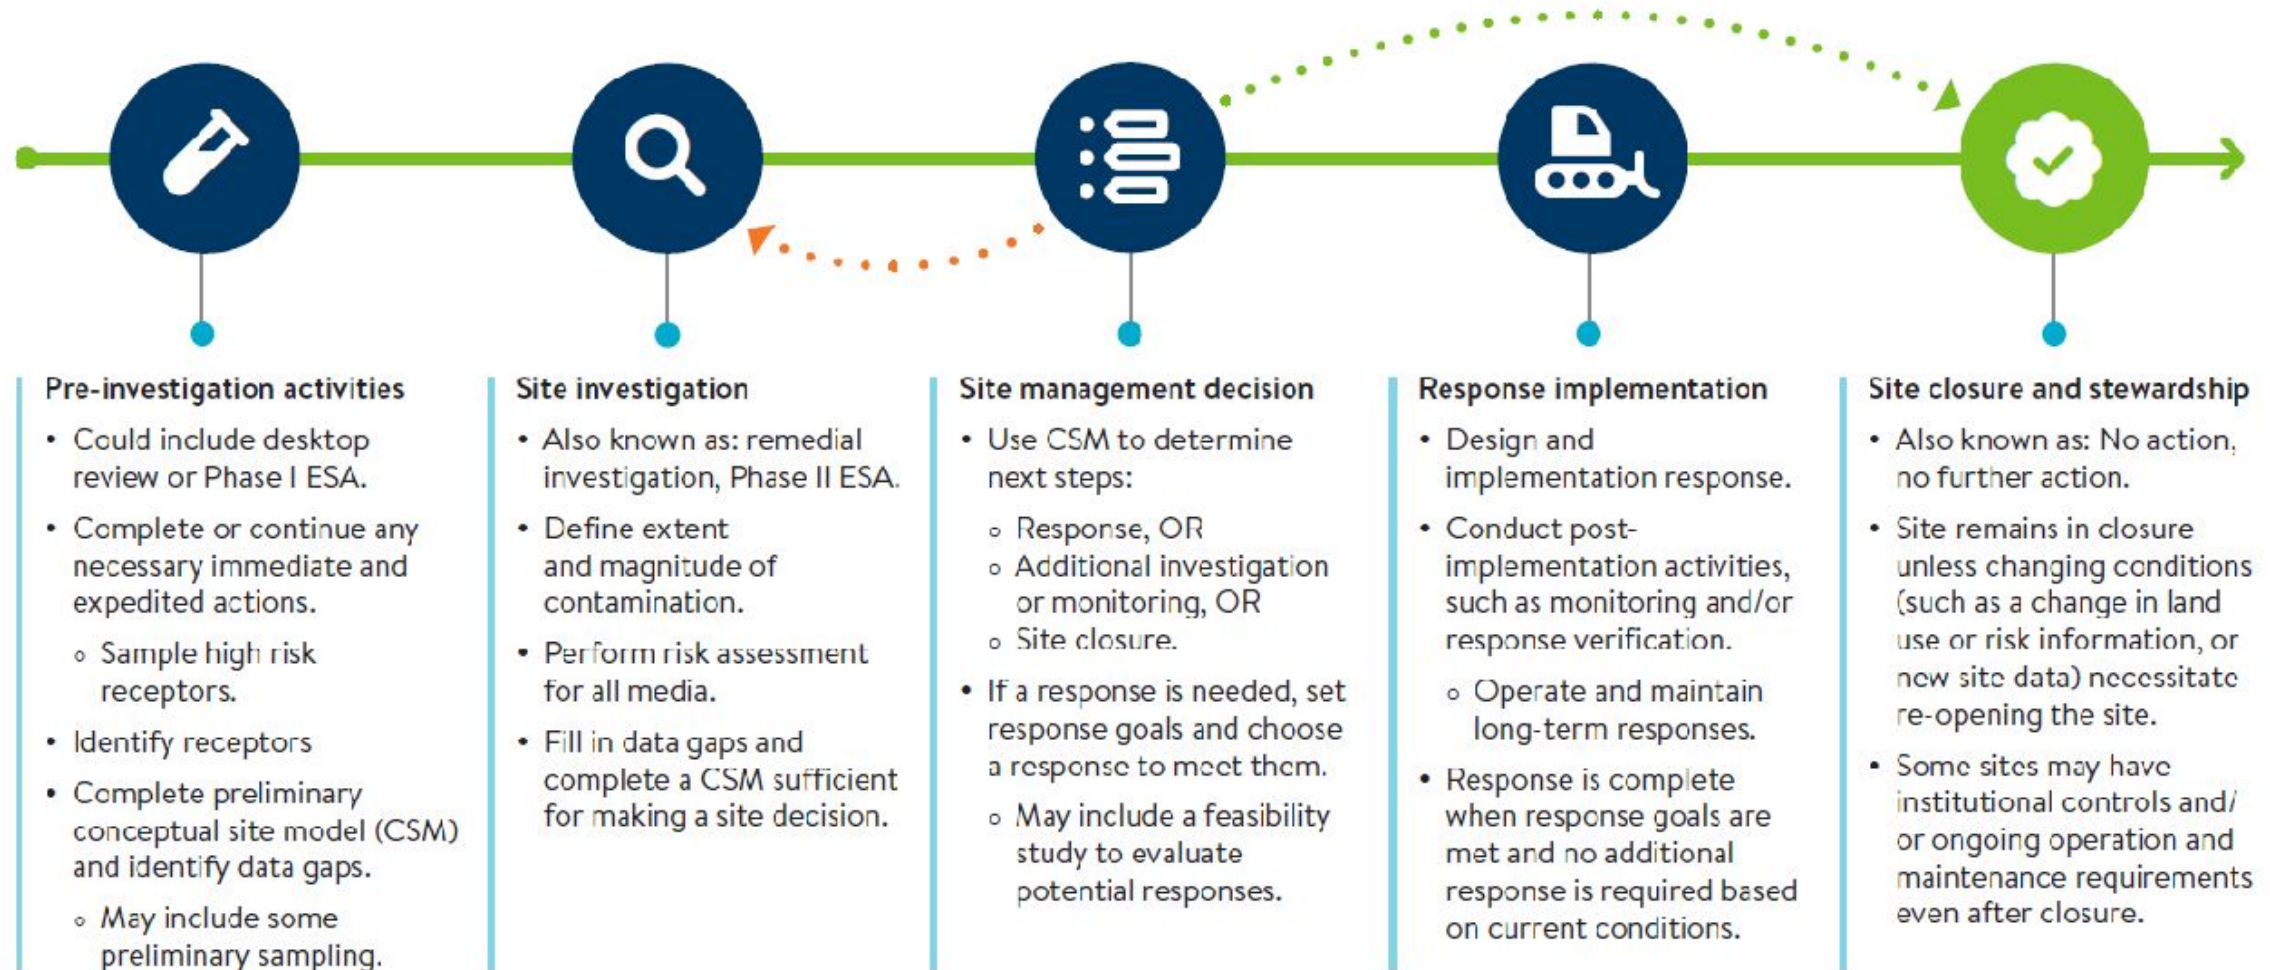 Pre-investigation activities
• Could include desktop
review or Phase I ESA.
• Complete or continue any
necessary immediate and
expedited actions.
◦ Sample high risk
receptors.
• Identify receptors
• Complete preliminary
conceptual site model (CSM)
and identify data gaps.
◦ May include some
preliminary sampling.
Site investigation
• Also known as: remedial
investigation, Phase II ESA.
• Define extent
and magnitude of
contamination.
• Perform risk assessment
for all media.
• Fill in data gaps and
complete a CSM sufficient
for making a site decision.
Site management decision
• Use CSM to determine
next steps:
◦ Response, OR
◦ Additional investigation
or monitoring, OR
◦ Site closure.
• If a response is needed, set
response goals and choose
a response to meet them.
◦ May include a feasibility
study to evaluate
potential responses.
Response implementation
• Design and
implementation response.
• Conduct post-
implementation activities,
such as monitoring and/or
response verification.
◦ Operate and maintain
long-term responses.
• Response is complete
when response goals are
met and no additional
response is required based
on current conditions.
Site closure and stewardship
• Also known as: No action,
no further action.
• Site remains in closure
unless changing conditions
(such as a change in land
use or risk information, or
new site data) necessitate
re-opening the site.
• Some sites may have
institutional controls and/
or ongoing operation and
maintenance requirements
even after closure.